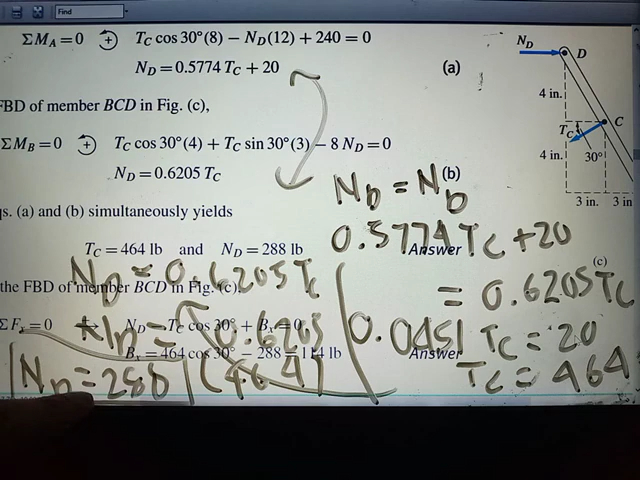 Find
ΣM_A = 0 ↶+ T_C cos 30°(8) − N_D(12) + 240 = 0
N_D = 0.5774 T_C + 20 (a)
FBD of member BCD in Fig. (c),
ΣM_B = 0 ↶+ T_C cos 30°(4) + T_C sin 30°(3) − 8 N_D = 0
N_D = 0.6205 T_C (b)
qs. (a) and (b) simultaneously yields
T_C = 464 lb and N_D = 288 lb Answer
the FBD of member BCD in Fig. (c),
ΣF_x = 0 N_D − T_C cos 30° + B_x = 0
B_x = 464 cos 30° − 288 = 114 lb Answer
N_D
D
4 in.
C
T_C
4 in.
30°
3 in.
3 in
(c)
N_D = N_D
0.5774 T_C + 20
= 0.6205 T_C
0.0451 T_C = 20
T_C = 464
N_D = 0.6205 T_C
N_D = 0.6205
(464)
N_D = 288